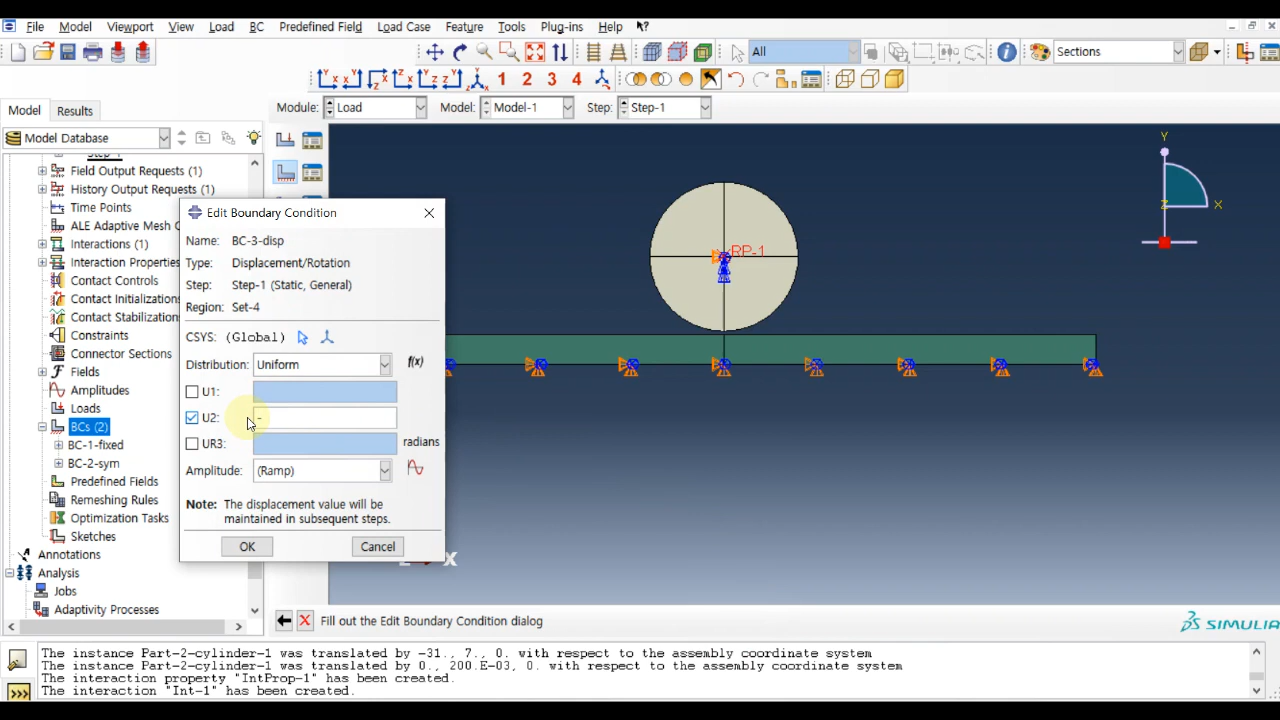 File Model Viewport View Load BC Predefined Field Load Case Feature Tools Plug-ins Help
All
Sections
1 2 3 4
Model Results
Module: Load Model: Model-1 Step: Step-1
Model Database
Step-1
Field Output Requests (1)
History Output Requests (1)
Time Points
ALE Adaptive Mesh C
Interactions (1)
Interaction Properties
Contact Controls
Contact Initializations
Contact Stabilizations
Constraints
Connector Sections
Fields
Amplitudes
Loads
BCs (2)
BC-1-fixed
BC-2-sym
Predefined Fields
Remeshing Rules
Optimization Tasks
Sketches
Annotations
Analysis
Jobs
Adaptivity Processes
Edit Boundary Condition
Name: BC-3-disp
Type: Displacement/Rotation
Step: Step-1 (Static, General)
Region: Set-4
CSYS: (Global)
Distribution: Uniform f(x)
U1:
U2: -
UR3: radians
Amplitude: (Ramp)
Note: The displacement value will be
maintained in subsequent steps.
OK Cancel
RP-1
Y
Z X
Z X
Fill out the Edit Boundary Condition dialog
SIMULIA
The instance Part-2-cylinder-1 was translated by -31., 7., 0. with respect to the assembly coordinate system
The instance Part-2-cylinder-1 was translated by 0., 200.E-03, 0. with respect to the assembly coordinate system
The interaction property "IntProp-1" has been created.
The interaction "Int-1" has been created.